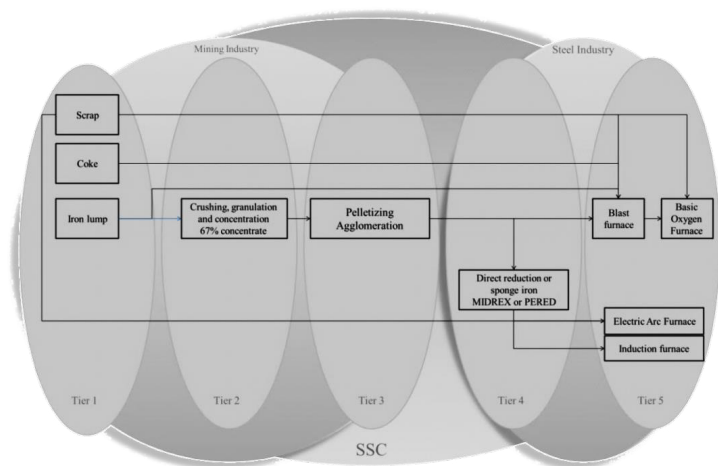 Mining Industry
Steel Industry
Scrap
Coke
Iron lump
Crushing, granulation
and concentration
67% concentrate
Pelletizing
Agglomeration
Blast
furnace
Basic
Oxygen
Furnace
Direct reduction or
sponge iron
MIDREX or PERED
Electric Arc Furnace
Induction furnace
Tier 1
Tier 2
Tier 3
Tier 4
Tier 5
SSC